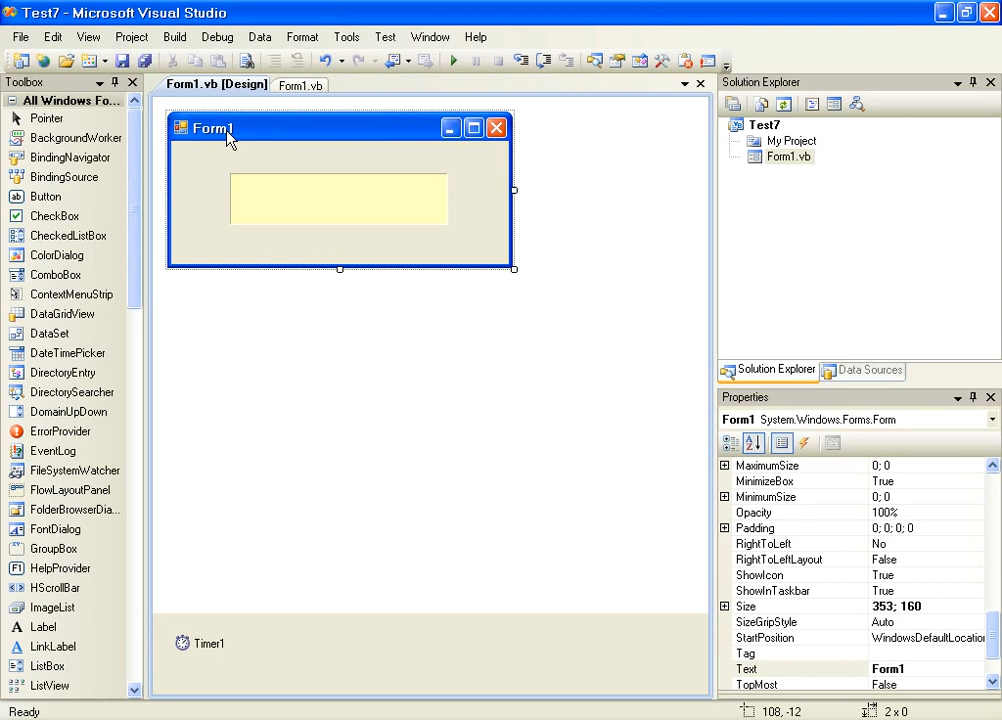 Test7 - Microsoft Visual Studio
File Edit View Project Build Debug Data Format Tools Test Window Help
Toolbox
All Windows Fo...
Pointer
BackgroundWorker
BindingNavigator
BindingSource
Button
CheckBox
CheckedListBox
ColorDialog
ComboBox
ContextMenuStrip
DataGridView
DataSet
DateTimePicker
DirectoryEntry
DirectorySearcher
DomainUpDown
ErrorProvider
EventLog
FileSystemWatcher
FlowLayoutPanel
FolderBrowserDia...
FontDialog
GroupBox
HelpProvider
HScrollBar
ImageList
Label
LinkLabel
ListBox
ListView
Form1.vb [Design] Form1.vb
Form1
Timer1
Solution Explorer
Test7
My Project
Form1.vb
Solution Explorer Data Sources
Properties
Form1 System.Windows.Forms.Form
MaximumSize 0; 0
MinimizeBox True
MinimumSize 0; 0
Opacity 100%
Padding 0; 0; 0; 0
RightToLeft No
RightToLeftLayout False
ShowIcon True
ShowInTaskbar True
Size 353; 160
SizeGripStyle Auto
StartPosition WindowsDefaultLocation
Tag
Text Form1
TopMost False
Ready 108, -12 2 x 0